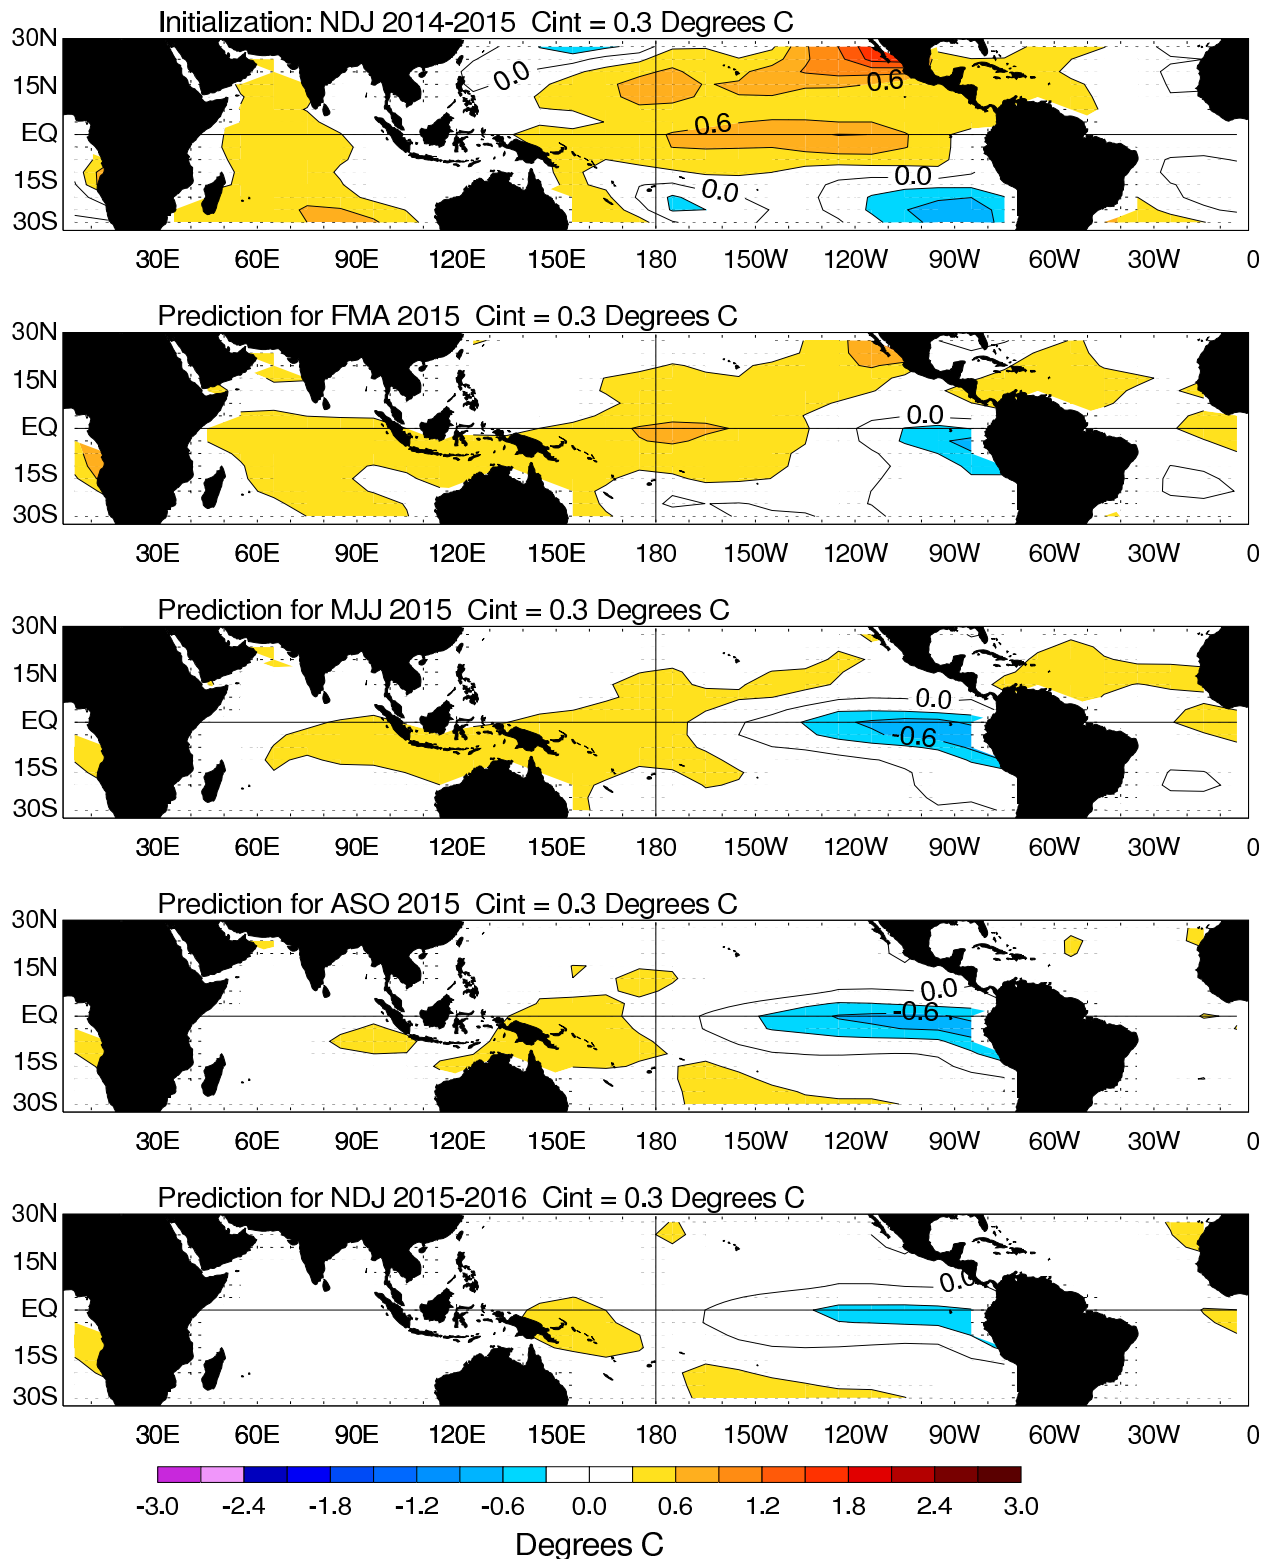 Initialization: NDJ 2014-2015 Cint = 0.3 Degrees C
30N
15N
EQ
15S
30S
0.0
0.6
0.6
0.0
0.0
30E 60E 90E 120E 150E 180 150W 120W 90W 60W 30W 0
Prediction for FMA 2015 Cint = 0.3 Degrees C
30N
15N
EQ
15S
30S
0.0
30E 60E 90E 120E 150E 180 150W 120W 90W 60W 30W 0
Prediction for MJJ 2015 Cint = 0.3 Degrees C
30N
15N
EQ
15S
30S
0.0
-0.6
30E 60E 90E 120E 150E 180 150W 120W 90W 60W 30W 0
Prediction for ASO 2015 Cint = 0.3 Degrees C
30N
15N
EQ
15S
30S
0.0
-0.6
30E 60E 90E 120E 150E 180 150W 120W 90W 60W 30W 0
Prediction for NDJ 2015-2016 Cint = 0.3 Degrees C
30N
15N
EQ
15S
30S
0.0
30E 60E 90E 120E 150E 180 150W 120W 90W 60W 30W 0
-3.0 -2.4 -1.8 -1.2 -0.6 0.0 0.6 1.2 1.8 2.4 3.0
Degrees C